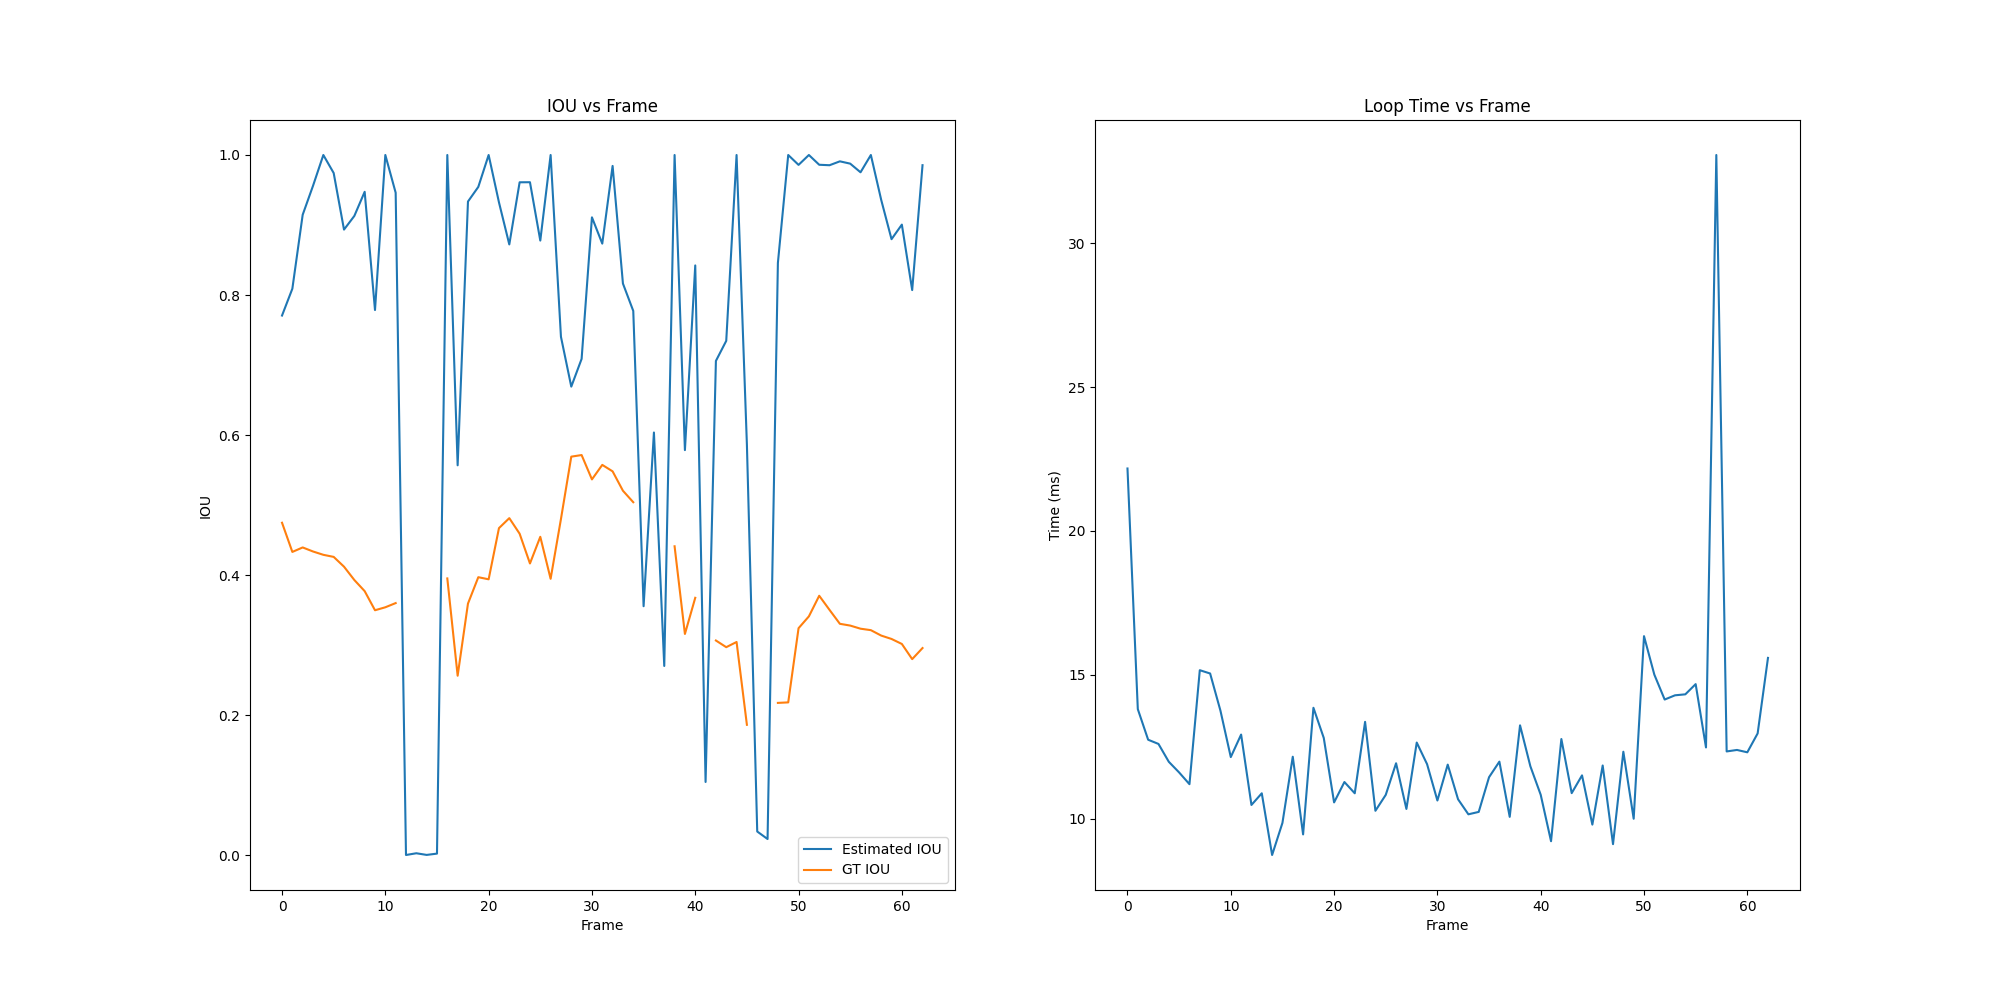 IOU vs Frame
IOU
1.0
0.8
0.6
0.4
0.2
0.0
Estimated IOU
GT IOU
0 10 20 30 40 50 60
Frame
Loop Time vs Frame
Time (ms)
30
25
20
15
10
0 10 20 30 40 50 60
Frame